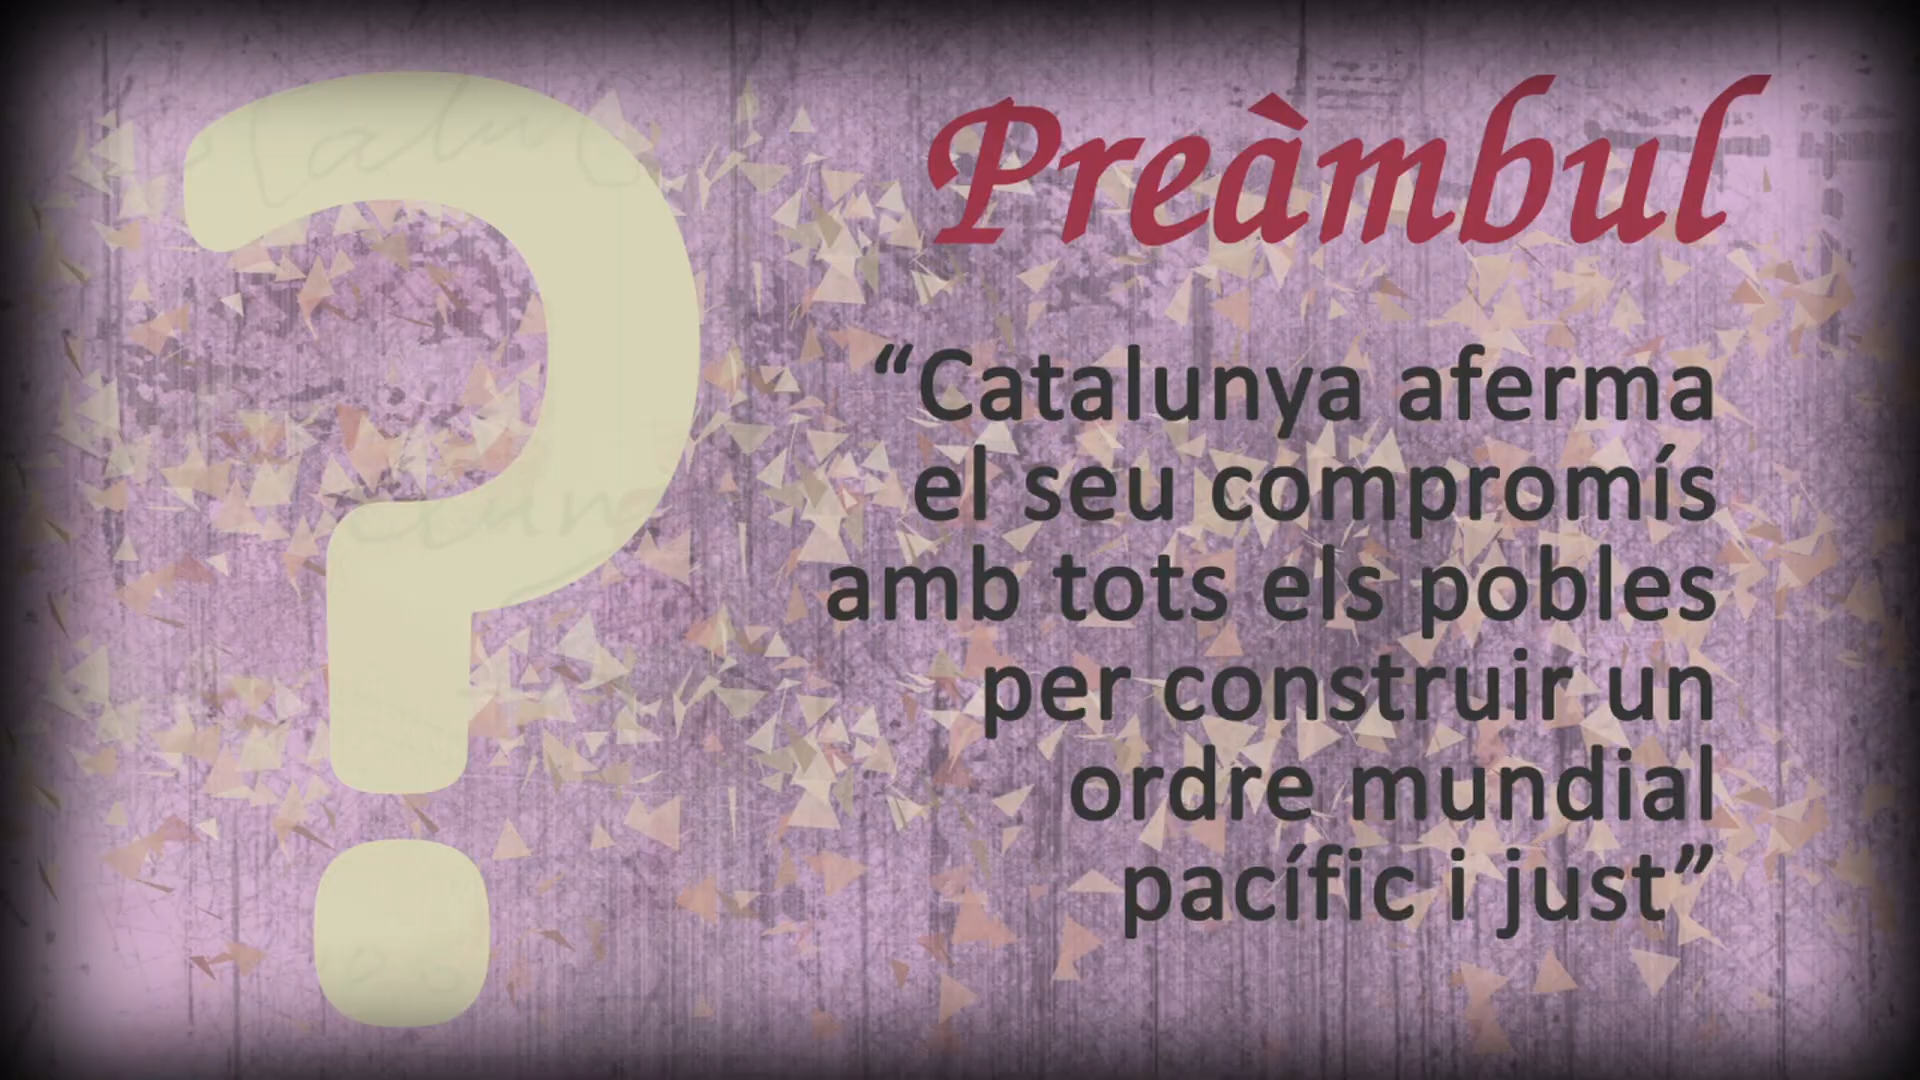 Preàmbul
“Catalunya aferma
el seu compromís
amb tots els pobles
per construir un
ordre mundial
pacífic i just”